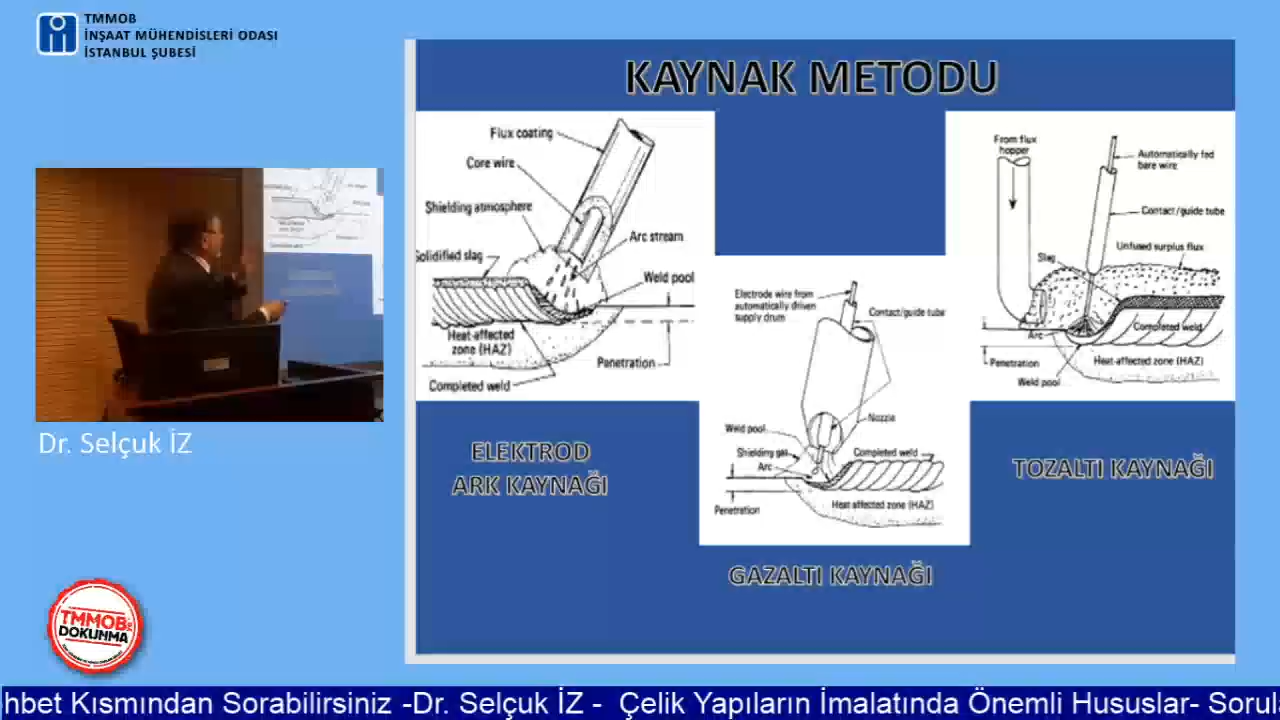 TMMOB
İNŞAAT MÜHENDİSLERİ ODASI
İSTANBUL ŞUBESİ
KAYNAK METODU
Flux coating
Core wire
Shielding atmosphere
Solidified slag
Arc stream
Weld pool
Heat-affected
zone (HAZ)
Penetration
Completed weld
ELEKTROD
ARK KAYNAĞI
Electrode wire from
automatically driven
supply drum
Contact/guide tube
Nozzle
Weld pool
Shielding gas
Completed weld
Arc
Heat affected zone (HAZ)
Penetration
GAZALTI KAYNAĞI
From flux
hopper
Automatically fed
bare wire
Contact/guide tube
Unfused surplus flux
Slag
Arc
Completed weld
Penetration
Heat-affected zone (HAZ)
Weld pool
TOZALTI KAYNAĞI
Dr. Selçuk İZ
TMMOB
DOKUNMA
hbet Kısmından Sorabilirsiniz -Dr. Selçuk İZ - Çelik Yapıların İmalatında Önemli Hususlar- Sorula